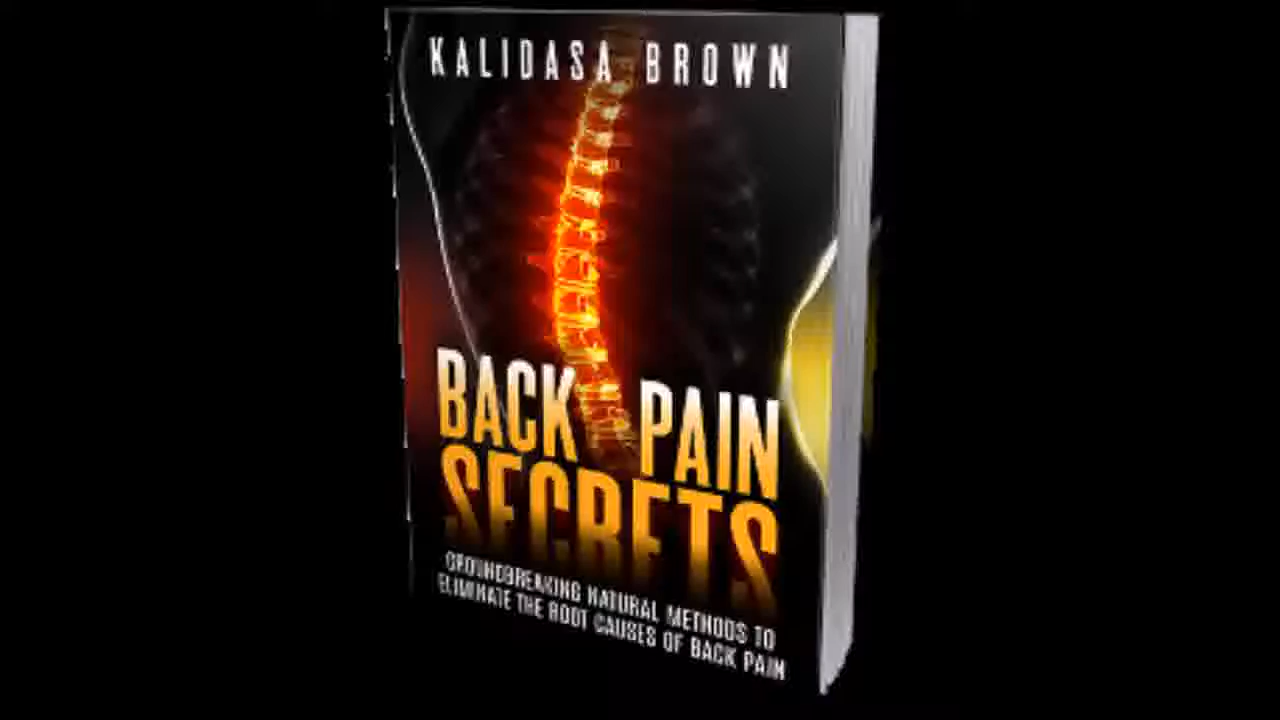 KALIDASA BROWN
BACK PAIN
SECRETS
GROUNDBREAKING NATURAL METHODS TO
ELIMINATE THE ROOT CAUSES OF BACK PAIN